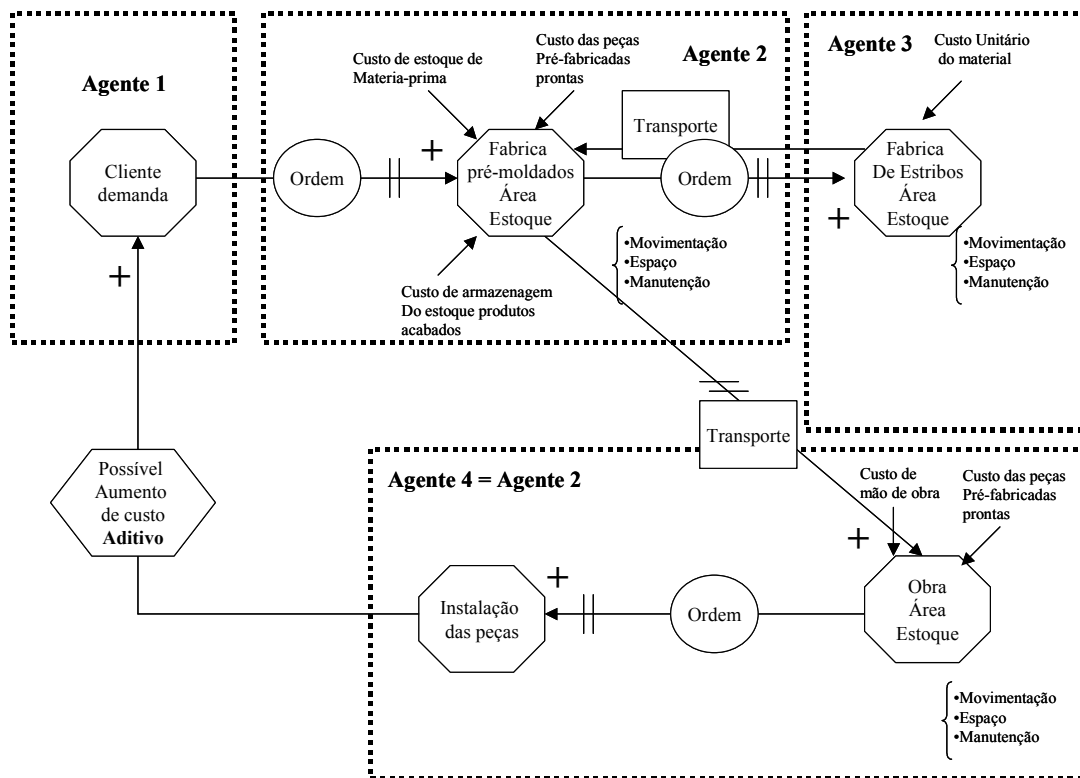 Agente 1
Cliente
demanda
+
Agente 2
Custo de estoque de
Materia-prima
Custo das peças
Pré-fabricadas
prontas
Ordem
+
Fabrica
pré-moldados
Área
Estoque
Transporte
Ordem
•Movimentação
•Espaço
•Manutenção
Custo de armazenagem
Do estoque produtos
acabados
Agente 3
Custo Unitário
do material
Fabrica
De Estribos
Área
Estoque
+
•Movimentação
•Espaço
•Manutenção
Transporte
Possível
Aumento
de custo
Aditivo
Agente 4 = Agente 2
Custo de
mão de obra
Custo das peças
Pré-fabricadas
prontas
+
Instalação
das peças
+
Ordem
Obra
Área
Estoque
•Movimentação
•Espaço
•Manutenção